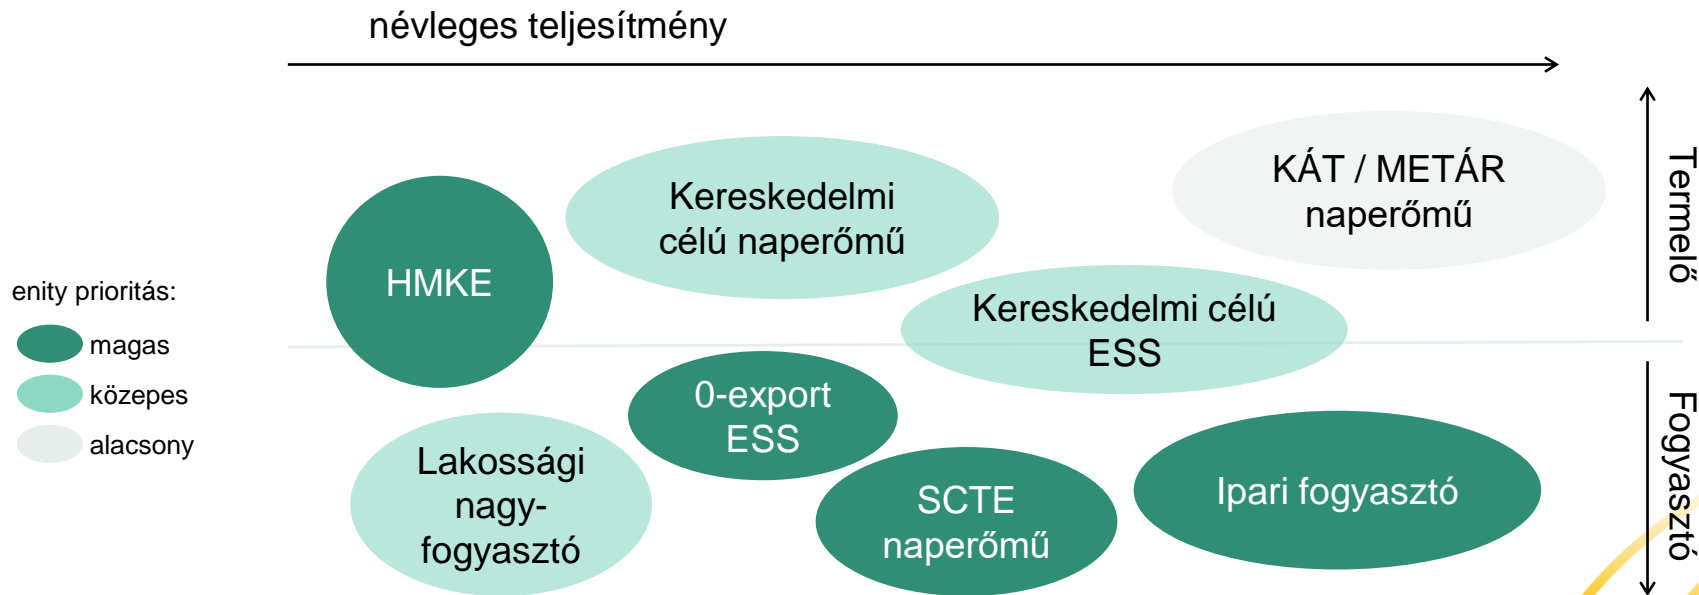 névleges teljesítmény
KÁT / METÁR
naperőmű
Kereskedelmi
célú naperőmű
HMKE
Kereskedelmi célú
ESS
Termelő
enity prioritás:
magas
közepes
alacsony
0-export
ESS
Lakossági
nagy-
fogyasztó
SCTE
naperőmű
Ipari fogyasztó
Fogyasztó